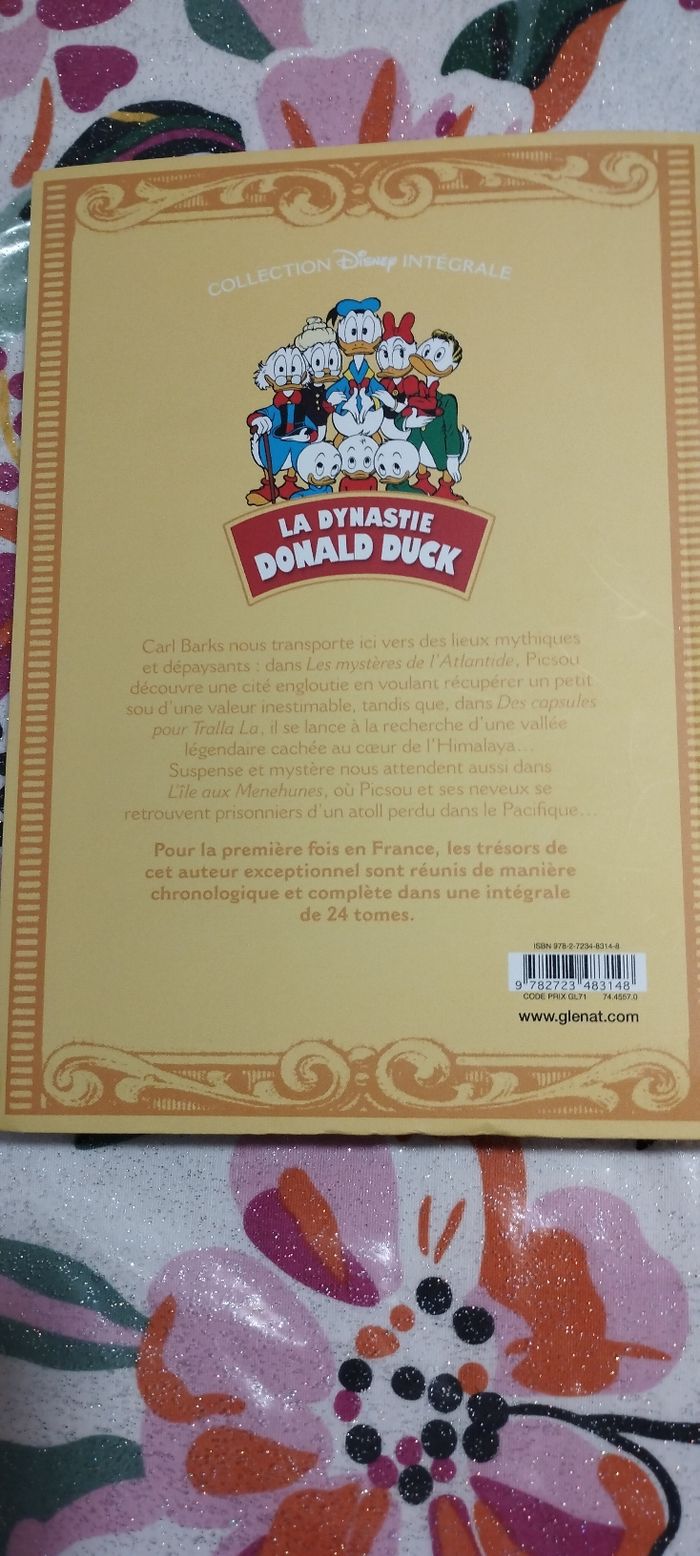 COLLECTION Disney INTÉGRALE
LA DYNASTIE
DONALD DUCK
Carl Barks nous transporte ici vers des lieux mythiques
et dépaysants : dans Les mystères de l'Atlantide, Picsou
découvre une cité engloutie en voulant récupérer un petit
sou d'une valeur inestimable, tandis que, dans Des capsules
pour Tralla La, il se lance à la recherche d'une vallée
légendaire cachée au cœur de l'Himalaya...
Suspense et mystère nous attendent aussi dans
L'île aux Menehunes, où Picsou et ses neveux se
retrouvent prisonniers d'un atoll perdu dans le Pacifique...
Pour la première fois en France, les trésors de
cet auteur exceptionnel sont réunis de manière
chronologique et complète dans une intégrale
de 24 tomes.
ISBN 978-2-7234-8314-8
9 782723 483148
CODE PRIX GL71 74.4557.0
www.glenat.com